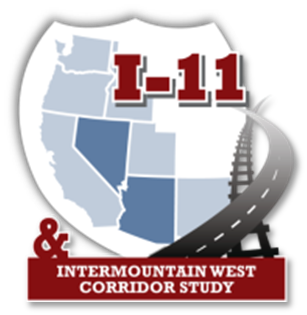 I-11
&
INTERMOUNTAIN WEST
CORRIDOR STUDY